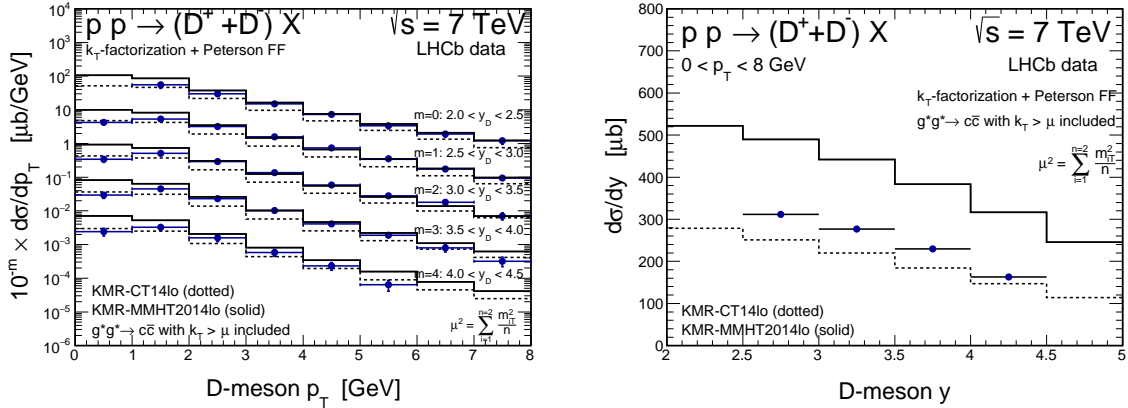 p p → (D⁺ +D⁻) X √s = 7 TeV
k_T-factorization + Peterson FF LHCb data
10⁻ᵐ × dσ/dp_T [μb/GeV]
10⁴
10³
10²
10
1
10⁻¹
10⁻²
10⁻³
10⁻⁴
10⁻⁵
10⁻⁶
m=0: 2.0 < y_D < 2.5
m=1: 2.5 < y_D < 3.0
m=2: 3.0 < y_D < 3.5
m=3: 3.5 < y_D < 4.0
m=4: 4.0 < y_D < 4.5
KMR-CT14lo (dotted)
KMR-MMHT2014lo (solid)
g*g*→ cc̄ with k_T > μ included
μ² = ∑_{i=1}^{n=2} m²_{iT}/n
0 1 2 3 4 5 6 7 8
D-meson p_T [GeV]
p p → (D⁺+D⁻) X √s = 7 TeV
0 < p_T < 8 GeV LHCb data
k_T-factorization + Peterson FF
g*g*→ cc̄ with k_T > μ included
μ² = ∑_{i=1}^{n=2} m²_{iT}/n
dσ/dy [μb]
800
700
600
500
400
300
200
100
0
KMR-CT14lo (dotted)
KMR-MMHT2014lo (solid)
2 2.5 3 3.5 4 4.5 5
D-meson y